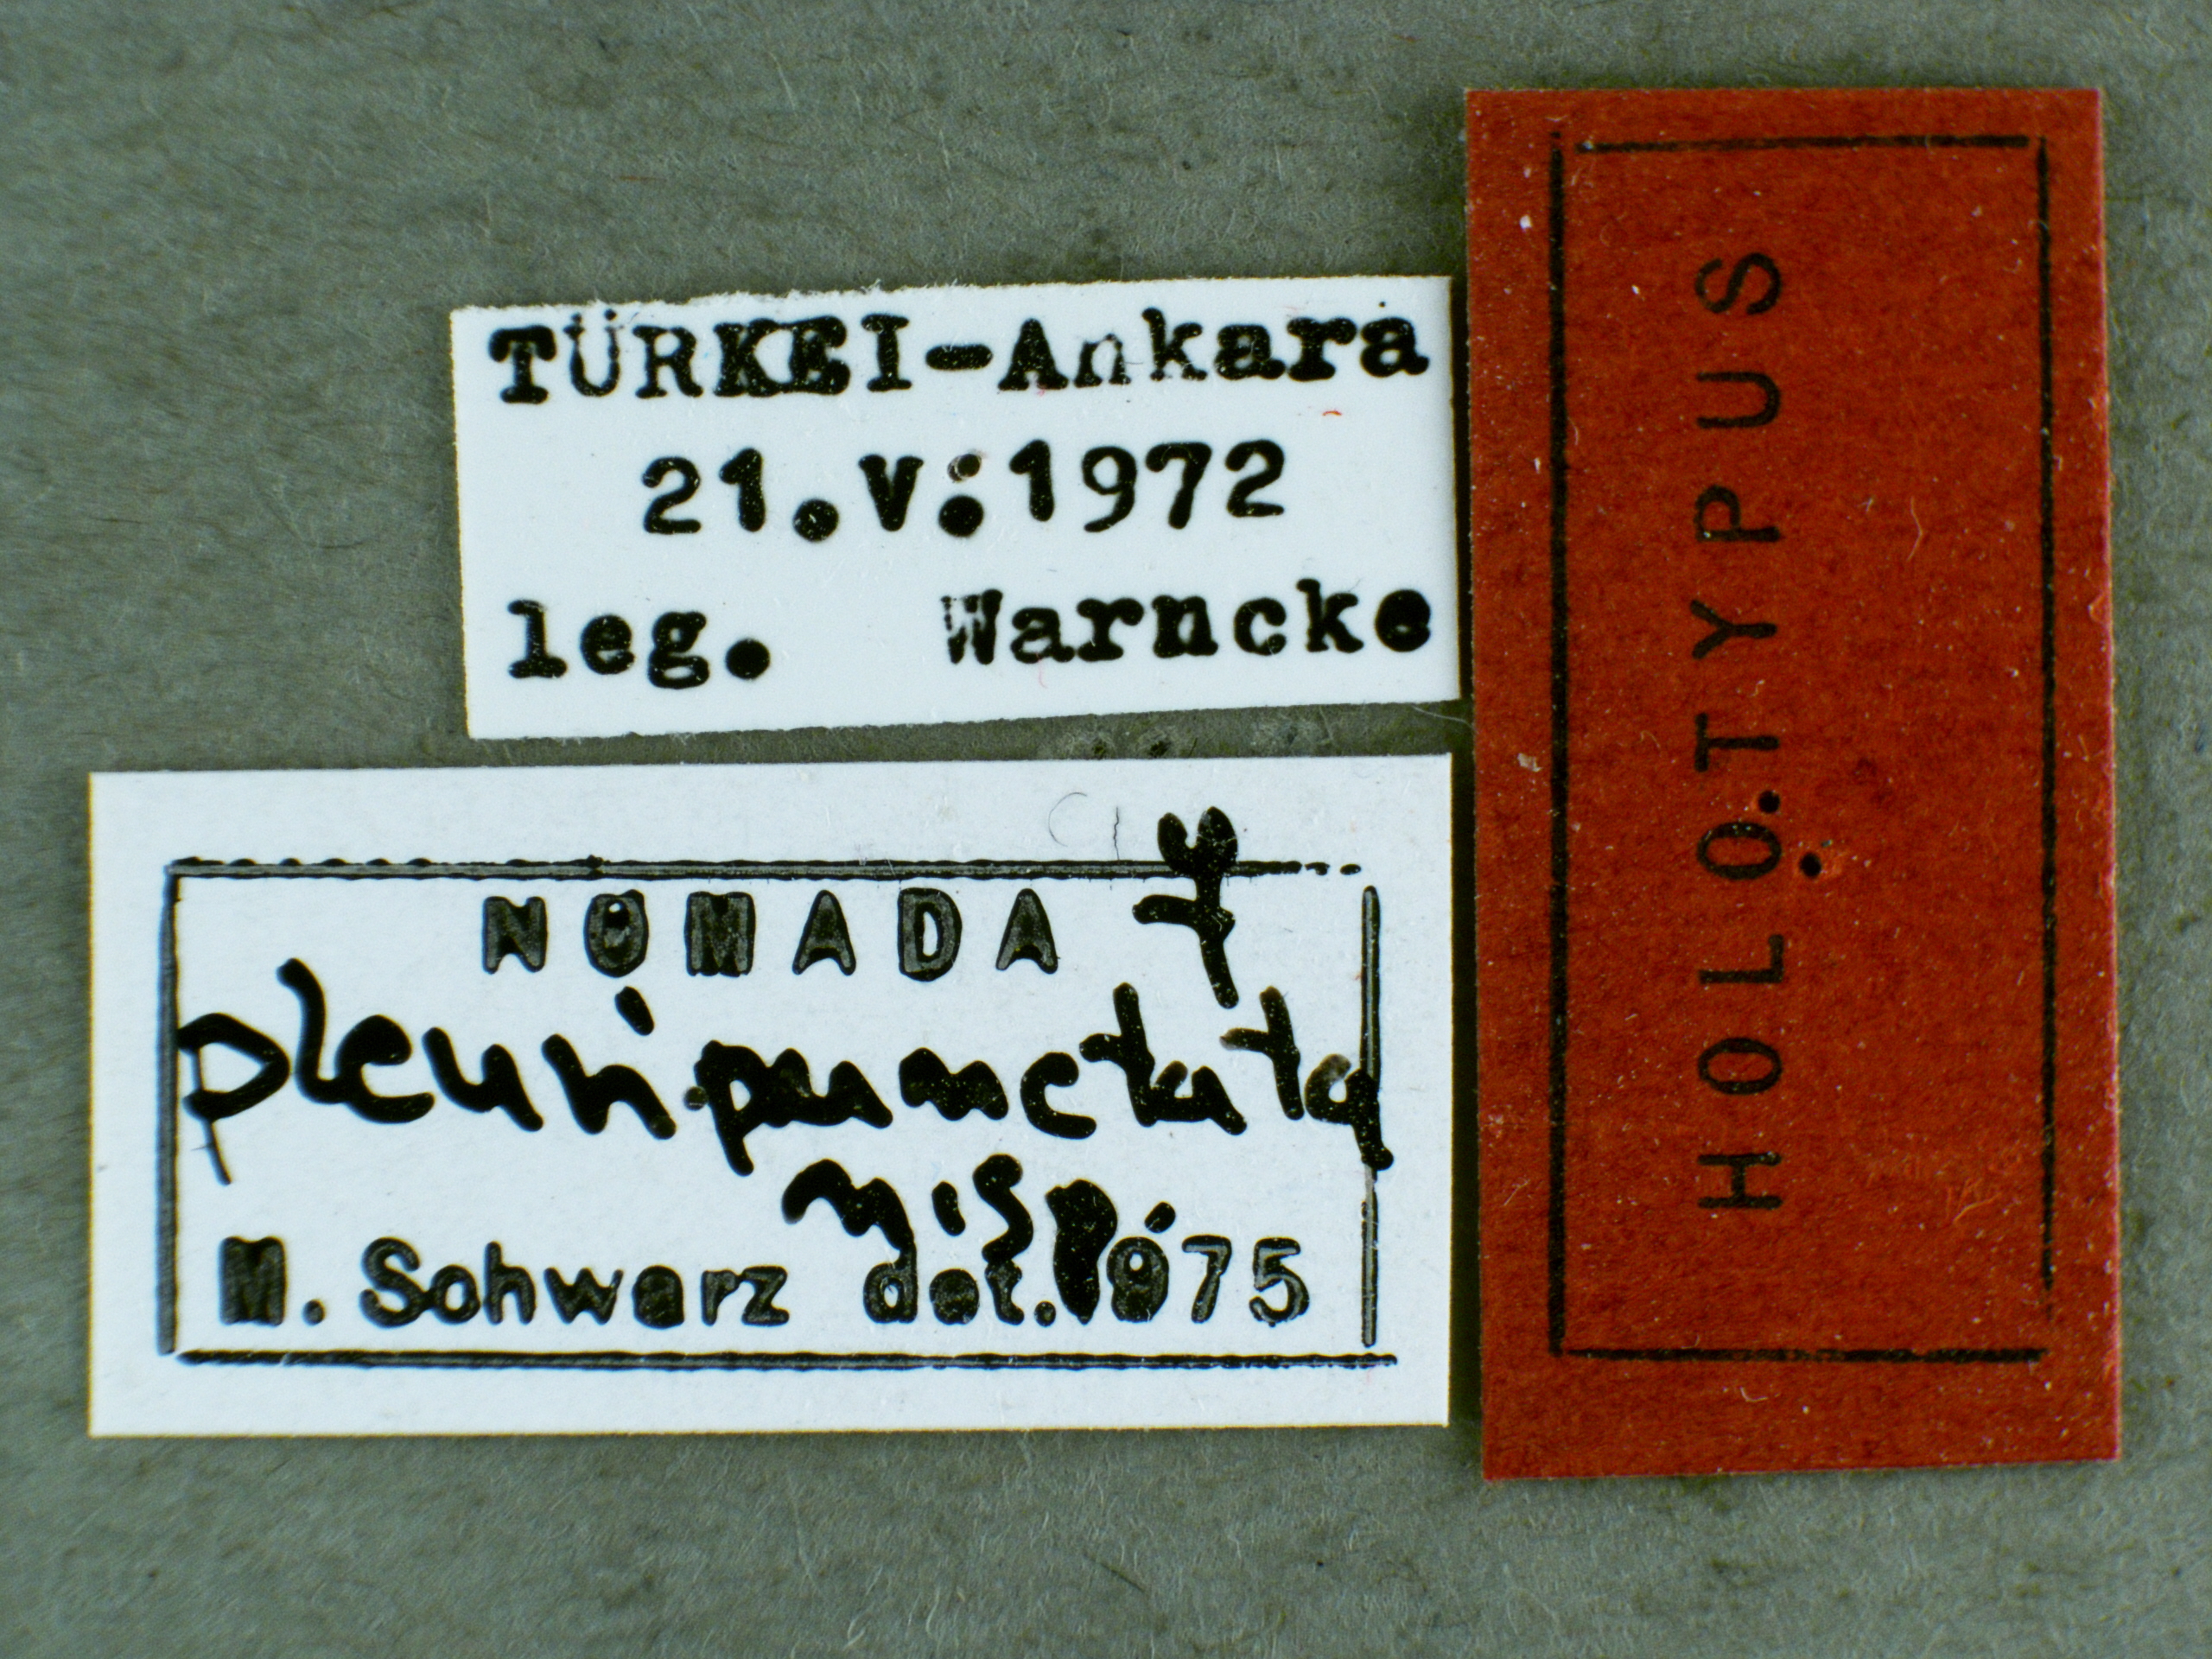 TÜRKEI-Ankara
21.V.1972
leg. Warncke
NOMADA ♀
pleuripunctata
n. sp.
M. Schwarz det. 1975
HOLOTYPUS